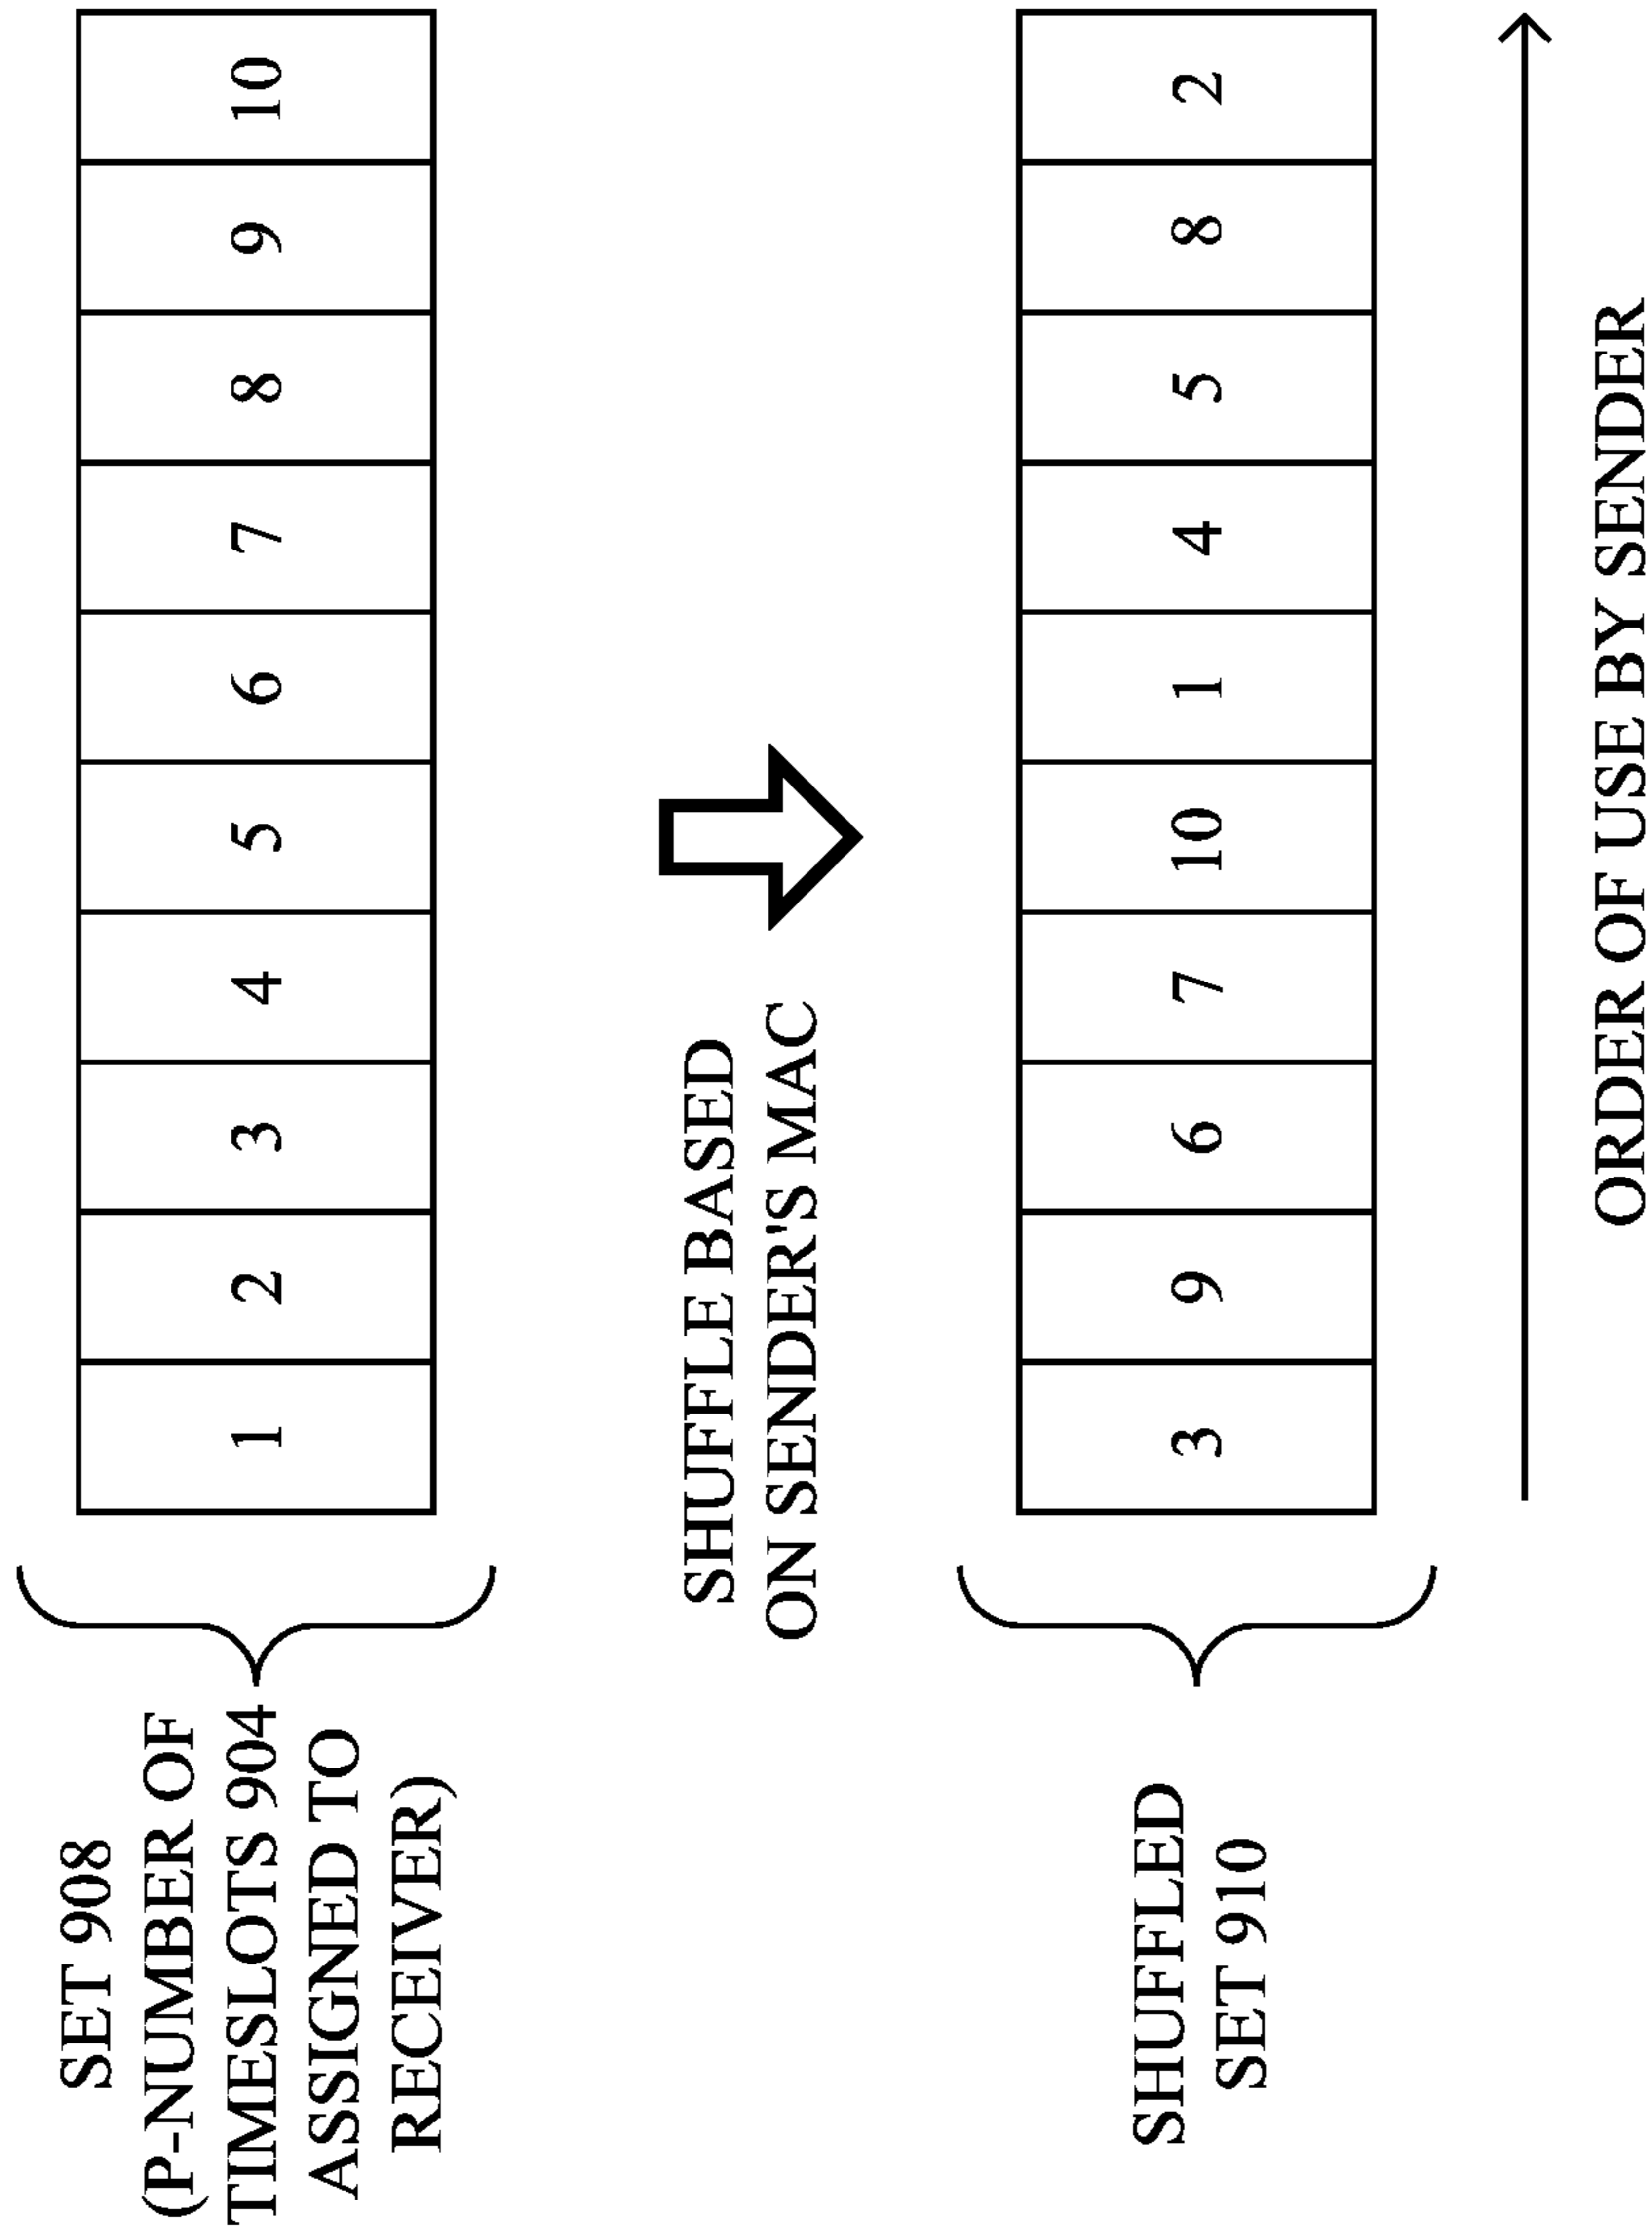 SET 908
(P-NUMBER OF
TIMESLOTS 904
ASSIGNED TO
RECEIVER)
1 2 3 4 5 6 7 8 9 10
SHUFFLE BASED
ON SENDER'S MAC
SHUFFLED
SET 910
3 9 6 7 10 1 4 5 8 2
ORDER OF USE BY SENDER